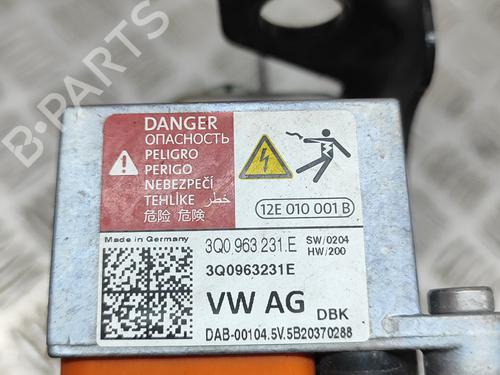 B-PARTS
DANGER
ОПАСНОСТЬ
PELIGRO
PERIGO
NEBEZPEČÍ
TEHLİKE خطر
危险 危険
12E 010 001 B
Made in Germany
3Q0 963 231.E SW/0204
HW/200
3Q0963231E
VW AG DBK
DAB-00104.5V.5B20370288